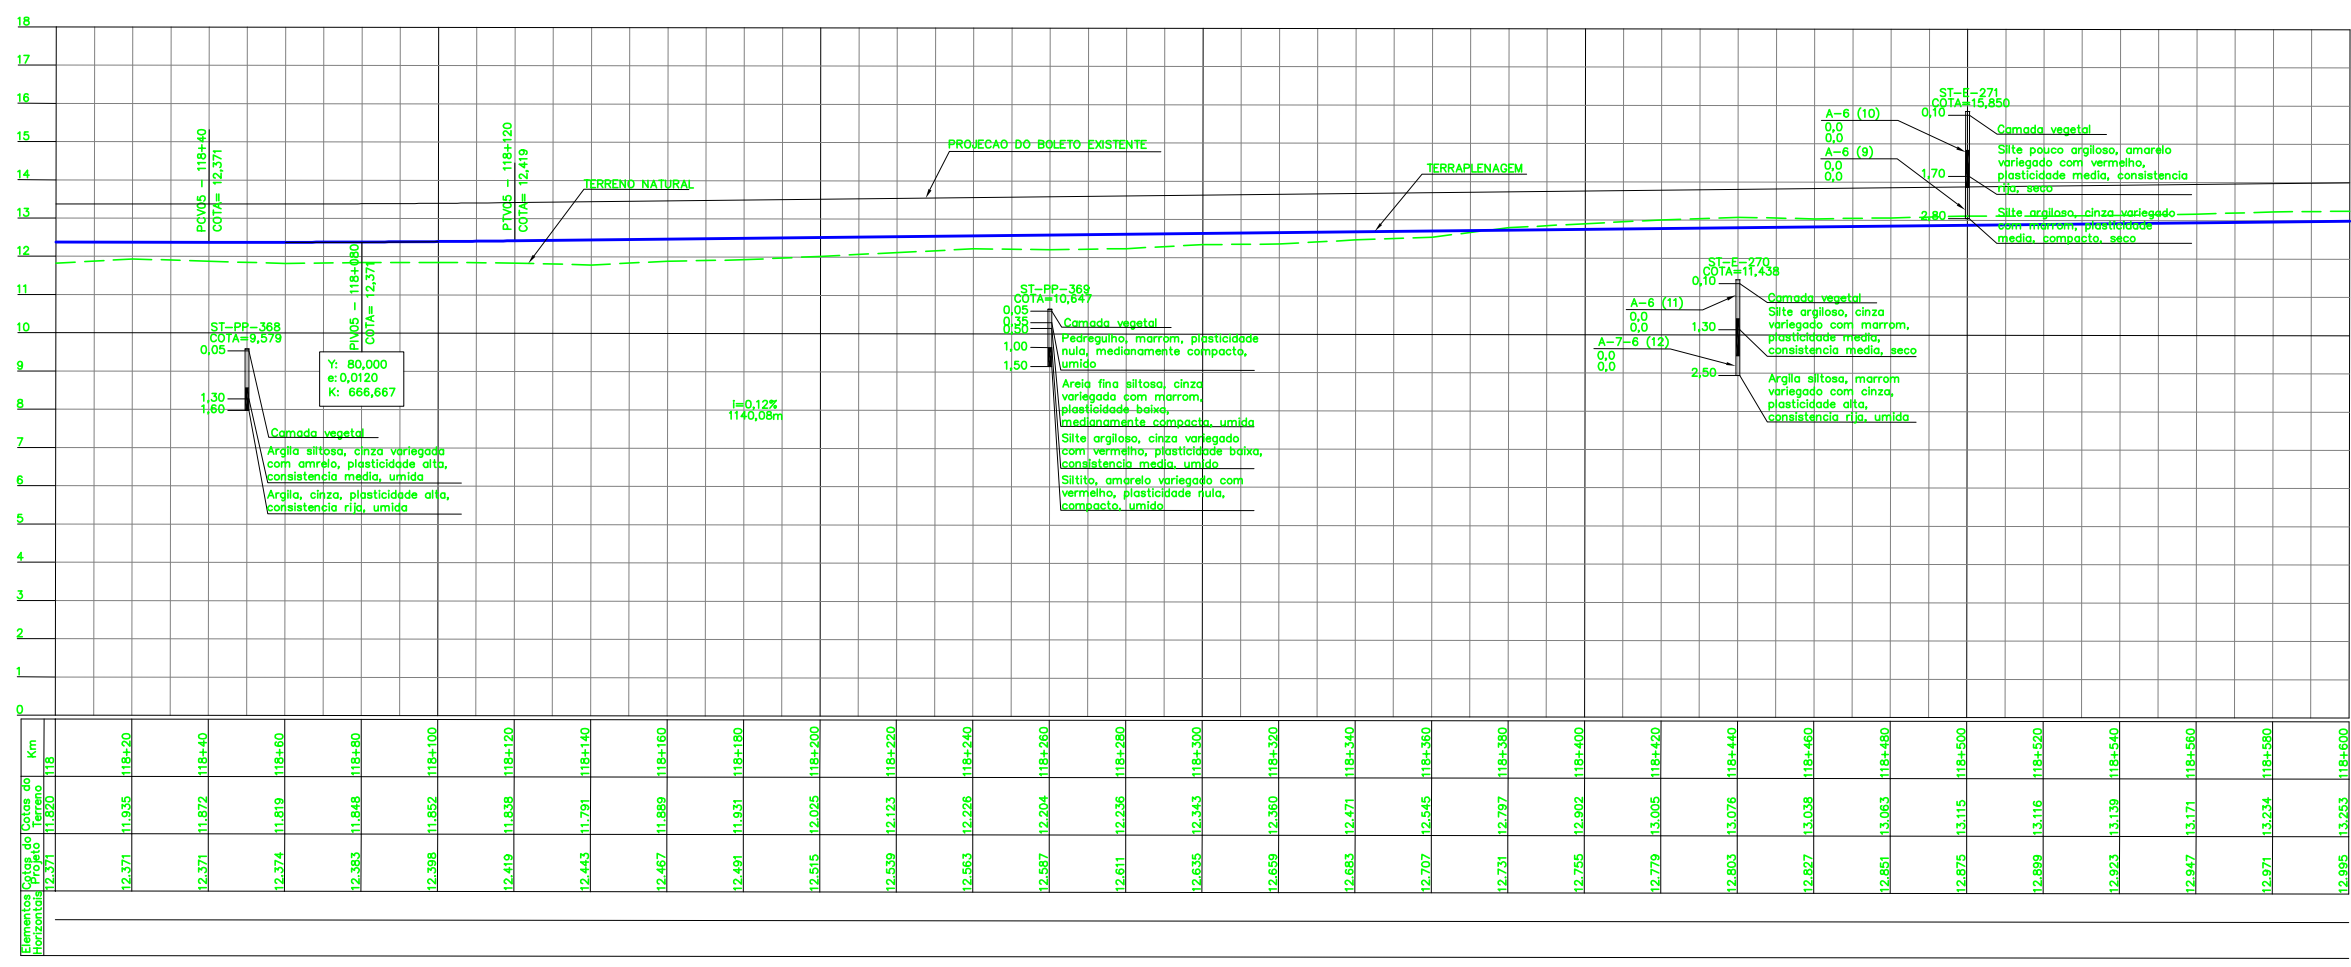 18
17
16
15
14
13
12
11
10
9
8
7
6
5
4
3
2
1
0
PCV05 - 118+40
COTA= 12,371
PTV05 - 118+120
COTA= 12,419
PIV05 - 118+080
COTA= 12,371
Y: 80,000
e: 0,0120
K: 666,667
TERRENO NATURAL
PROJECAO DO BOLETO EXISTENTE
TERRAPLENAGEM
i=0,12%
1140,08m
ST-PP-368
COTA=9,579
0,05
1,30
1,60
Camada vegetal
Argila siltosa, cinza variegada
com amrelo, plasticidade alta,
consistencia media, umida
Argila, cinza, plasticidade alta,
consistencia rija, umida
ST-PP-369
COTA=10,647
0,05
0,35
0,50
1,00
1,50
Camada vegetal
Pedregulho, marrom, plasticidade
nula, medianamente compacto,
umido
Areia fina siltosa, cinza
variegada com marrom,
plasticidade baixa,
medianamente compacta, umida
Silte argiloso, cinza variegado
com vermelho, plasticidade baixa,
consistencia media, umido
Siltito, amarelo variegado com
vermelho, plasticidade nula,
compacto, umido
ST-E-270
COTA=11,438
0,10
1,30
2,50
A-6 (11)
0,0
0,0
A-7-6 (12)
0,0
0,0
Camada vegetal
Silte argiloso, cinza
variegado com marrom,
plasticidade media,
consistencia media, seco
Argila siltosa, marrom
variegado com cinza,
plasticidade alta,
consistencia rija, umida
ST-E-271
COTA=15,850
0,10
1,70
2,80
A-6 (10)
0,0
0,0
A-6 (9)
0,0
0,0
Camada vegetal
Silte pouco argiloso, amarelo
variegado com vermelho,
plasticidade media, consistencia
rija, seco
Silte argiloso, cinza variegado
com marrom, plasticidade
media, compacto, seco
Km
118 118+20 118+40 118+60 118+80 118+100 118+120 118+140 118+160 118+180 118+200 118+220 118+240 118+260 118+280 118+300 118+320 118+340 118+360 118+380 118+400 118+420 118+440 118+460 118+480 118+500 118+520 118+540 118+560 118+580 118+600
Cotas do
Terreno
11.820 11.935 11.872 11.819 11.848 11.852 11.838 11.791 11.889 11.931 12.025 12.123 12.226 12.204 12.236 12.343 12.360 12.471 12.545 12.797 12.902 13.005 13.076 13.038 13.063 13.115 13.116 13.139 13.171 13.234 13.253
Cotas do
Projeto
12.371 12.371 12.371 12.374 12.383 12.398 12.419 12.443 12.467 12.491 12.515 12.539 12.563 12.587 12.611 12.635 12.659 12.683 12.707 12.731 12.755 12.779 12.803 12.827 12.851 12.875 12.899 12.923 12.947 12.971 12.995
Elementos
Horizontais